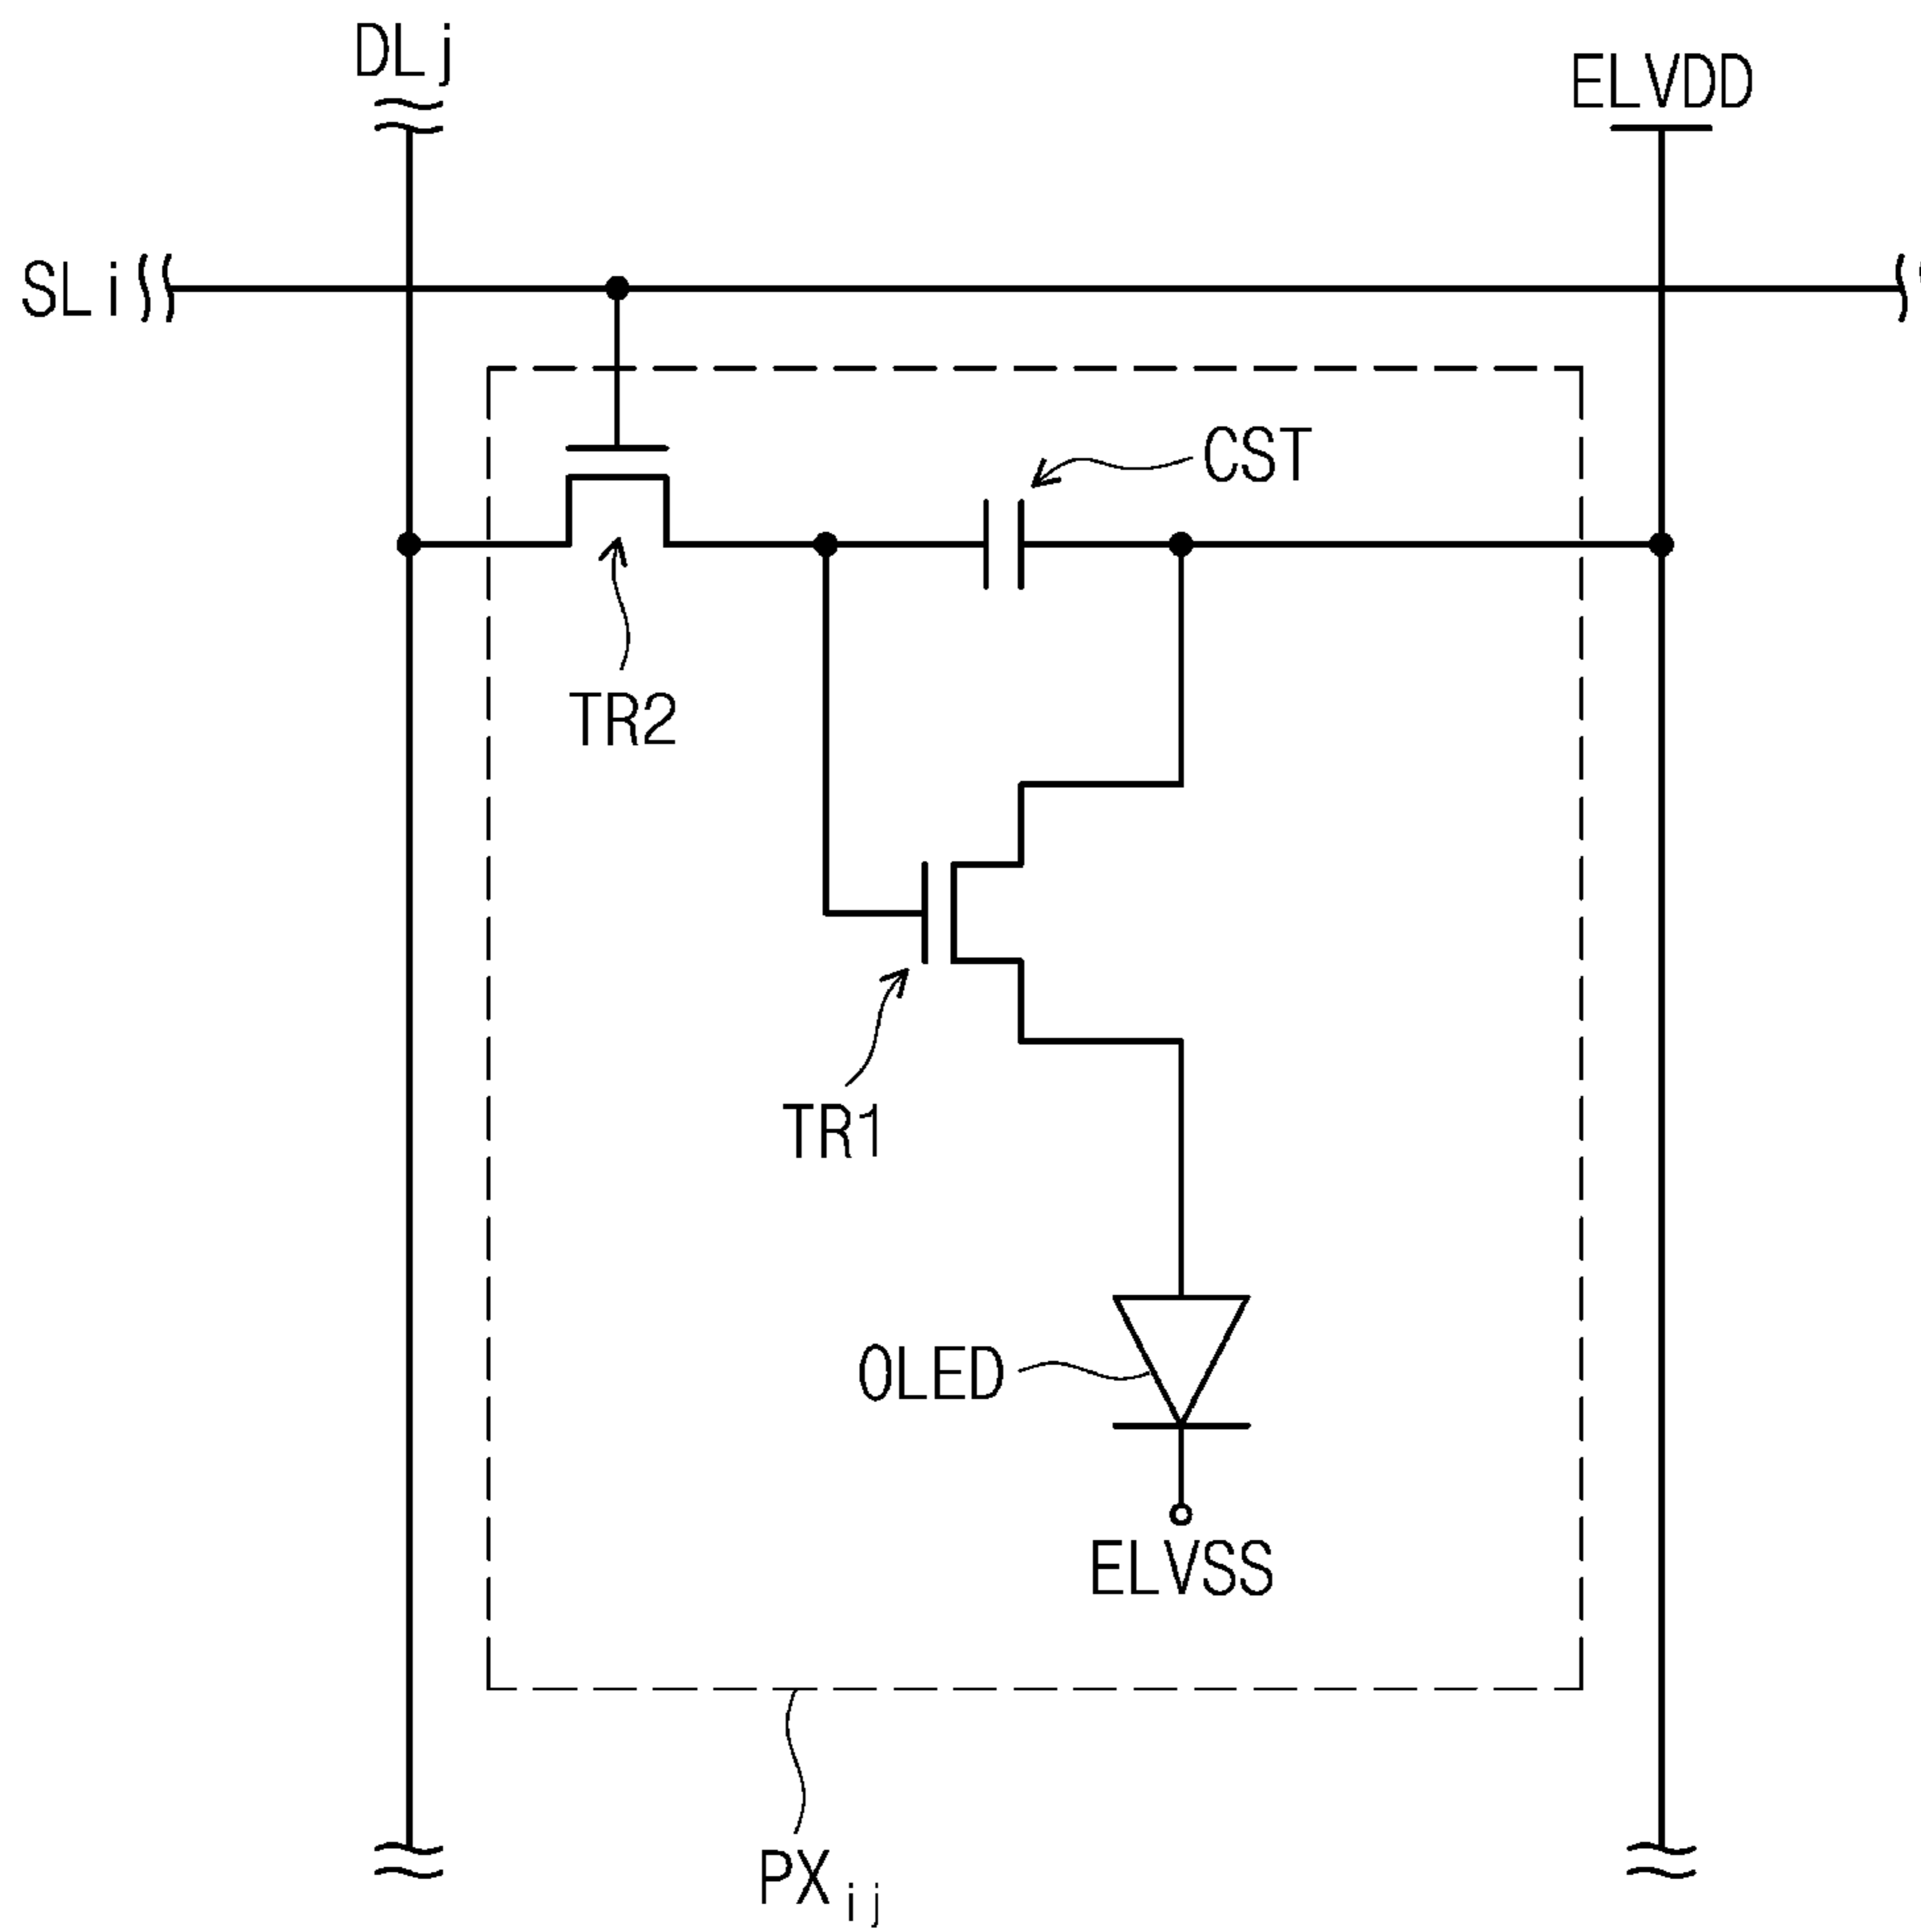 DLj
ELVDD
SLi
CST
TR2
TR1
OLED
ELVSS
PXij